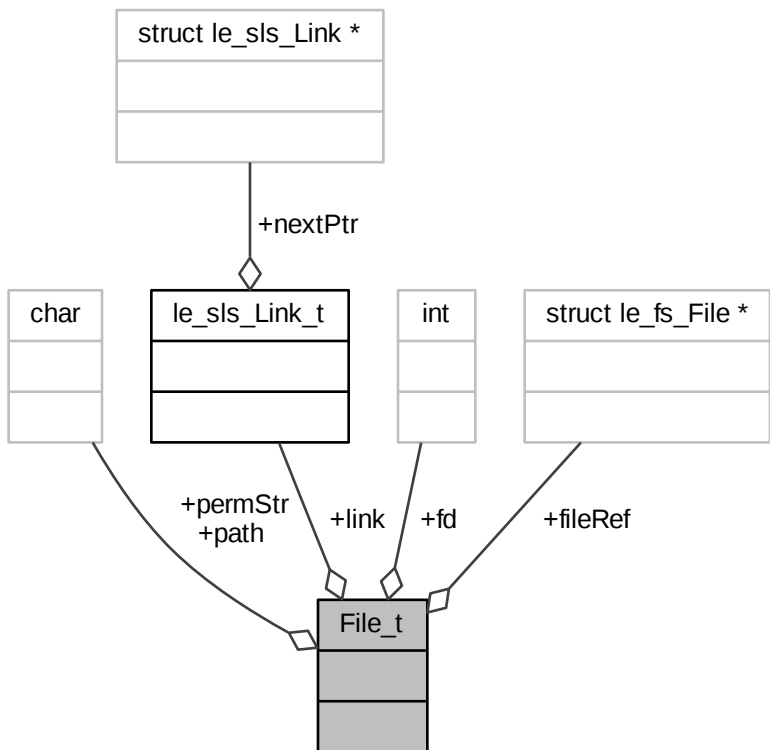 struct le_sls_Link *
+nextPtr
char
le_sls_Link_t
int
struct le_fs_File *
+permStr
+path
+link
+fd
+fileRef
File_t